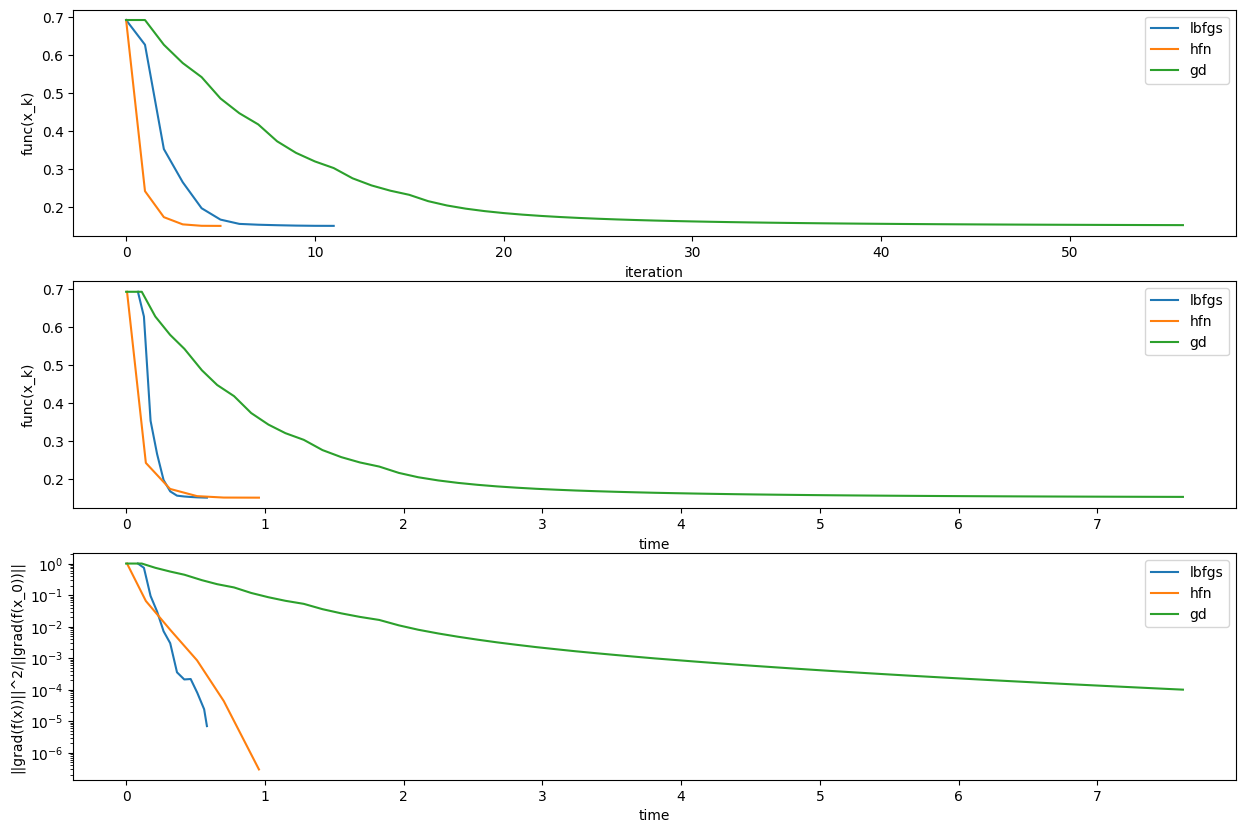 func(x_k)
0.7
0.6
0.5
0.4
0.3
0.2
lbfgs
hfn
gd
0 10 20 30 40 50
iteration
func(x_k)
0.7
0.6
0.5
0.4
0.3
0.2
lbfgs
hfn
gd
0 1 2 3 4 5 6 7
time
||grad(f(x))||^2/||grad(f(x_0))||
10^0
10^-1
10^-2
10^-3
10^-4
10^-5
10^-6
lbfgs
hfn
gd
0 1 2 3 4 5 6 7
time